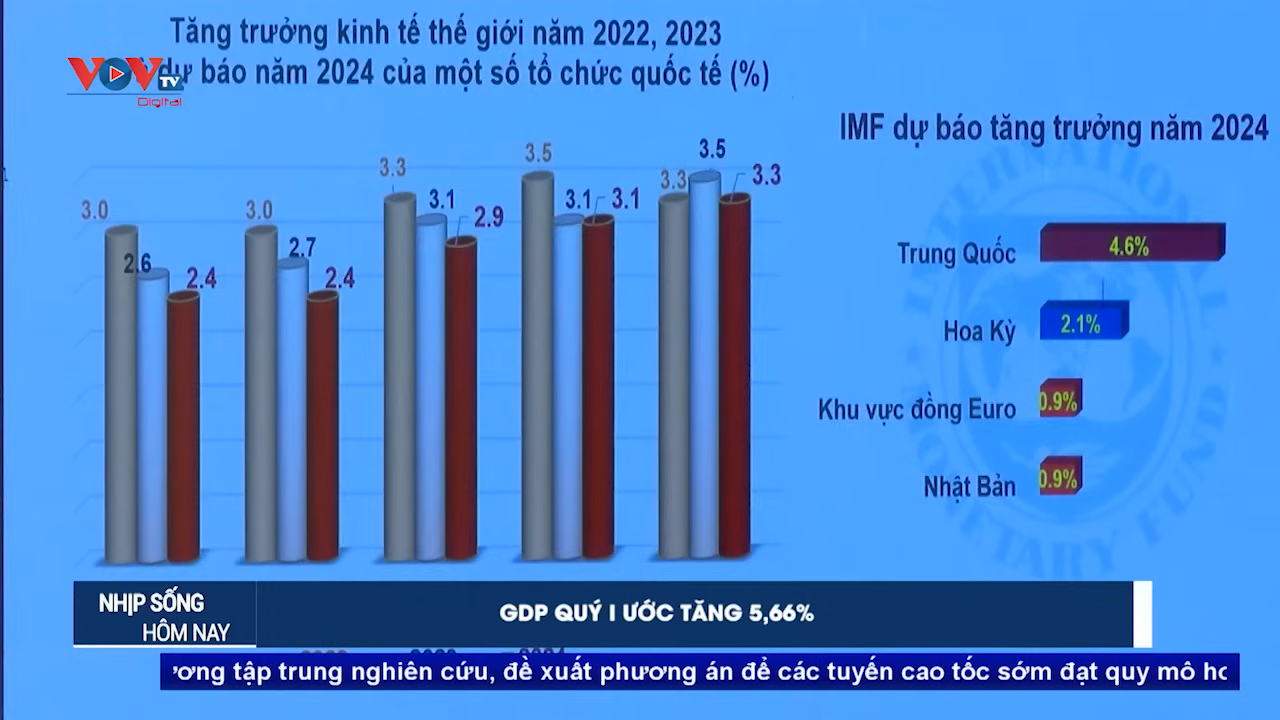 Tăng trưởng kinh tế thế giới năm 2022, 2023
dự báo năm 2024 của một số tổ chức quốc tế (%)
VOV TV
Digital
IMF dự báo tăng trưởng năm 2024
3.0
2.6
2.4
3.0
2.7
2.4
3.3
3.1
2.9
3.5
3.1
3.1
3.3
3.5
3.3
INTERNATIONAL
MONETARY FUND
Trung Quốc 4.6%
Hoa Kỳ 2.1%
Khu vực đồng Euro 0.9%
Nhật Bản 0.9%
NHỊP SỐNG
HÔM NAY
GDP QUÝ I ƯỚC TĂNG 5,66%
tập trung nghiên cứu, đề xuất phương án để các tuyến cao tốc sớm đạt quy mô